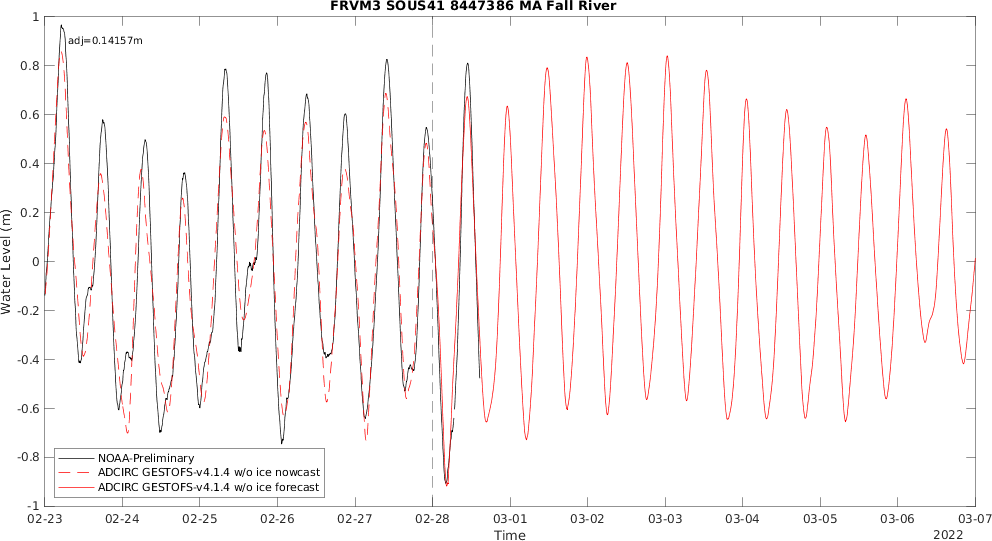 FRVM3 SOUS41 8447386 MA Fall River
adj=0.14157m
Water Level (m)
1
0.8
0.6
0.4
0.2
0
-0.2
-0.4
-0.6
-0.8
-1
NOAA-Preliminary
ADCIRC GESTOFS-v4.1.4 w/o ice nowcast
ADCIRC GESTOFS-v4.1.4 w/o ice forecast
02-23 02-24 02-25 02-26 02-27 02-28 03-01 03-02 03-03 03-04 03-05 03-06 03-07
Time
2022